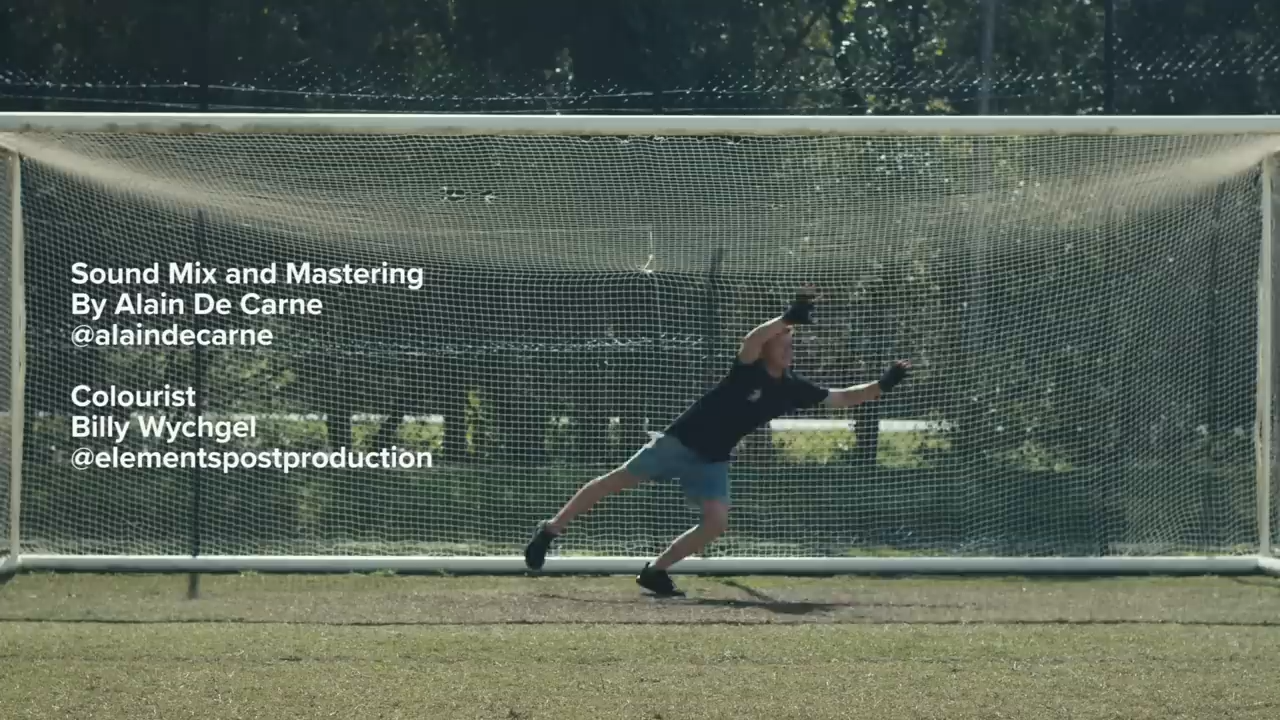 Sound Mix and Mastering
By Alain De Carne
@alaindecarne
Colourist
Billy Wychgel
@elementspostproduction